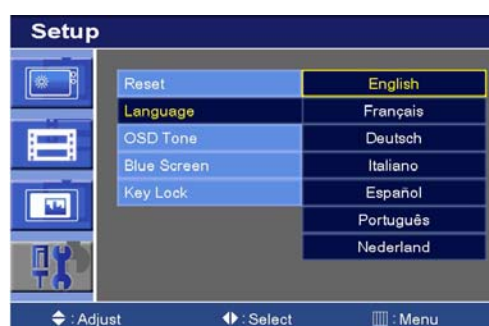 Setup
Reset English
Language Français
OSD Tone Deutsch
Blue Screen Italiano
Key Lock Español
Português
Nederland
: Adjust : Select : Menu